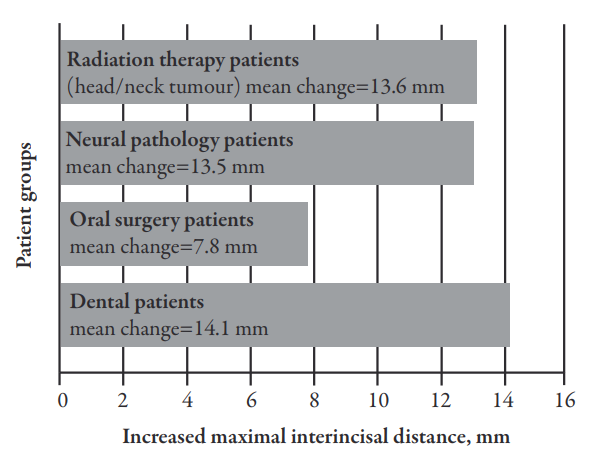 Radiation therapy patients
(head/neck tumour) mean change=13.6 mm
Neural pathology patients
mean change=13.5 mm
Patient groups
Oral surgery patients
mean change=7.8 mm
Dental patients
mean change=14.1 mm
0 2 4 6 8 10 12 14 16
Increased maximal interincisal distance, mm